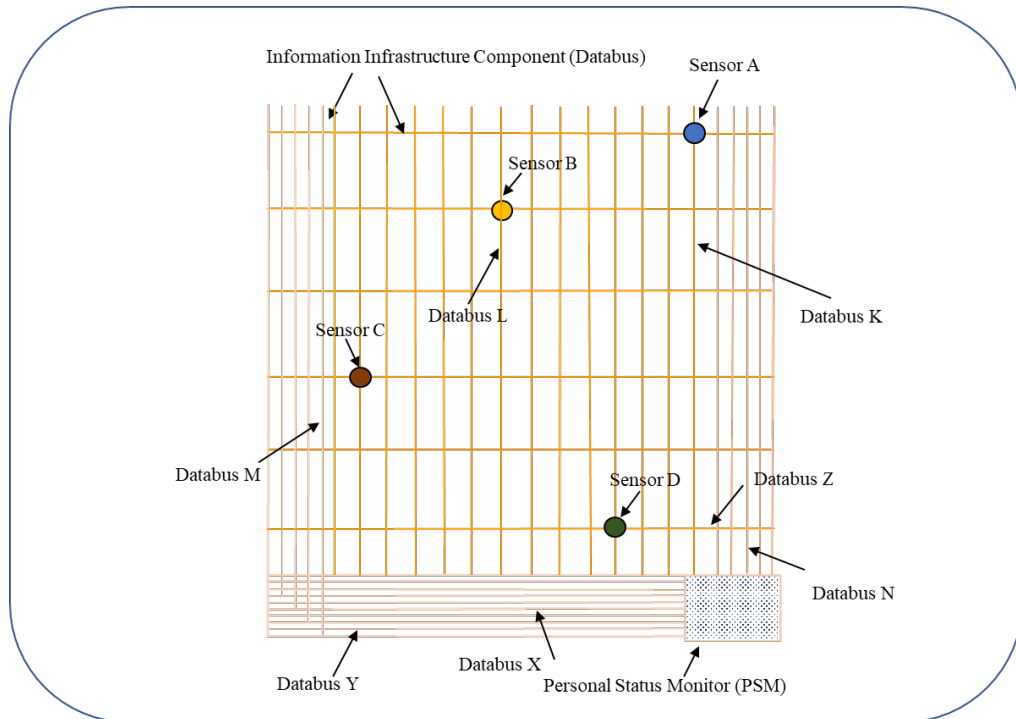 Information Infrastructure Component (Databus)
Sensor A
Sensor B
Databus L
Databus K
Sensor C
Databus M
Sensor D
Databus Z
Databus N
Databus X
Databus Y
Personal Status Monitor (PSM)